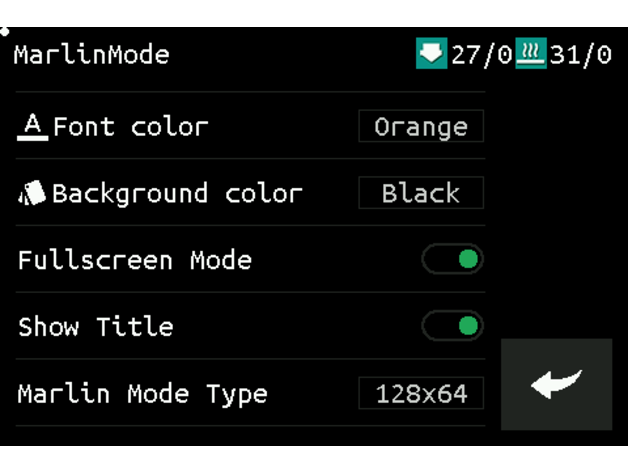 MarlinMode 27/0 31/0
Font color Orange
Background color Black
Fullscreen Mode
Show Title
Marlin Mode Type 128x64